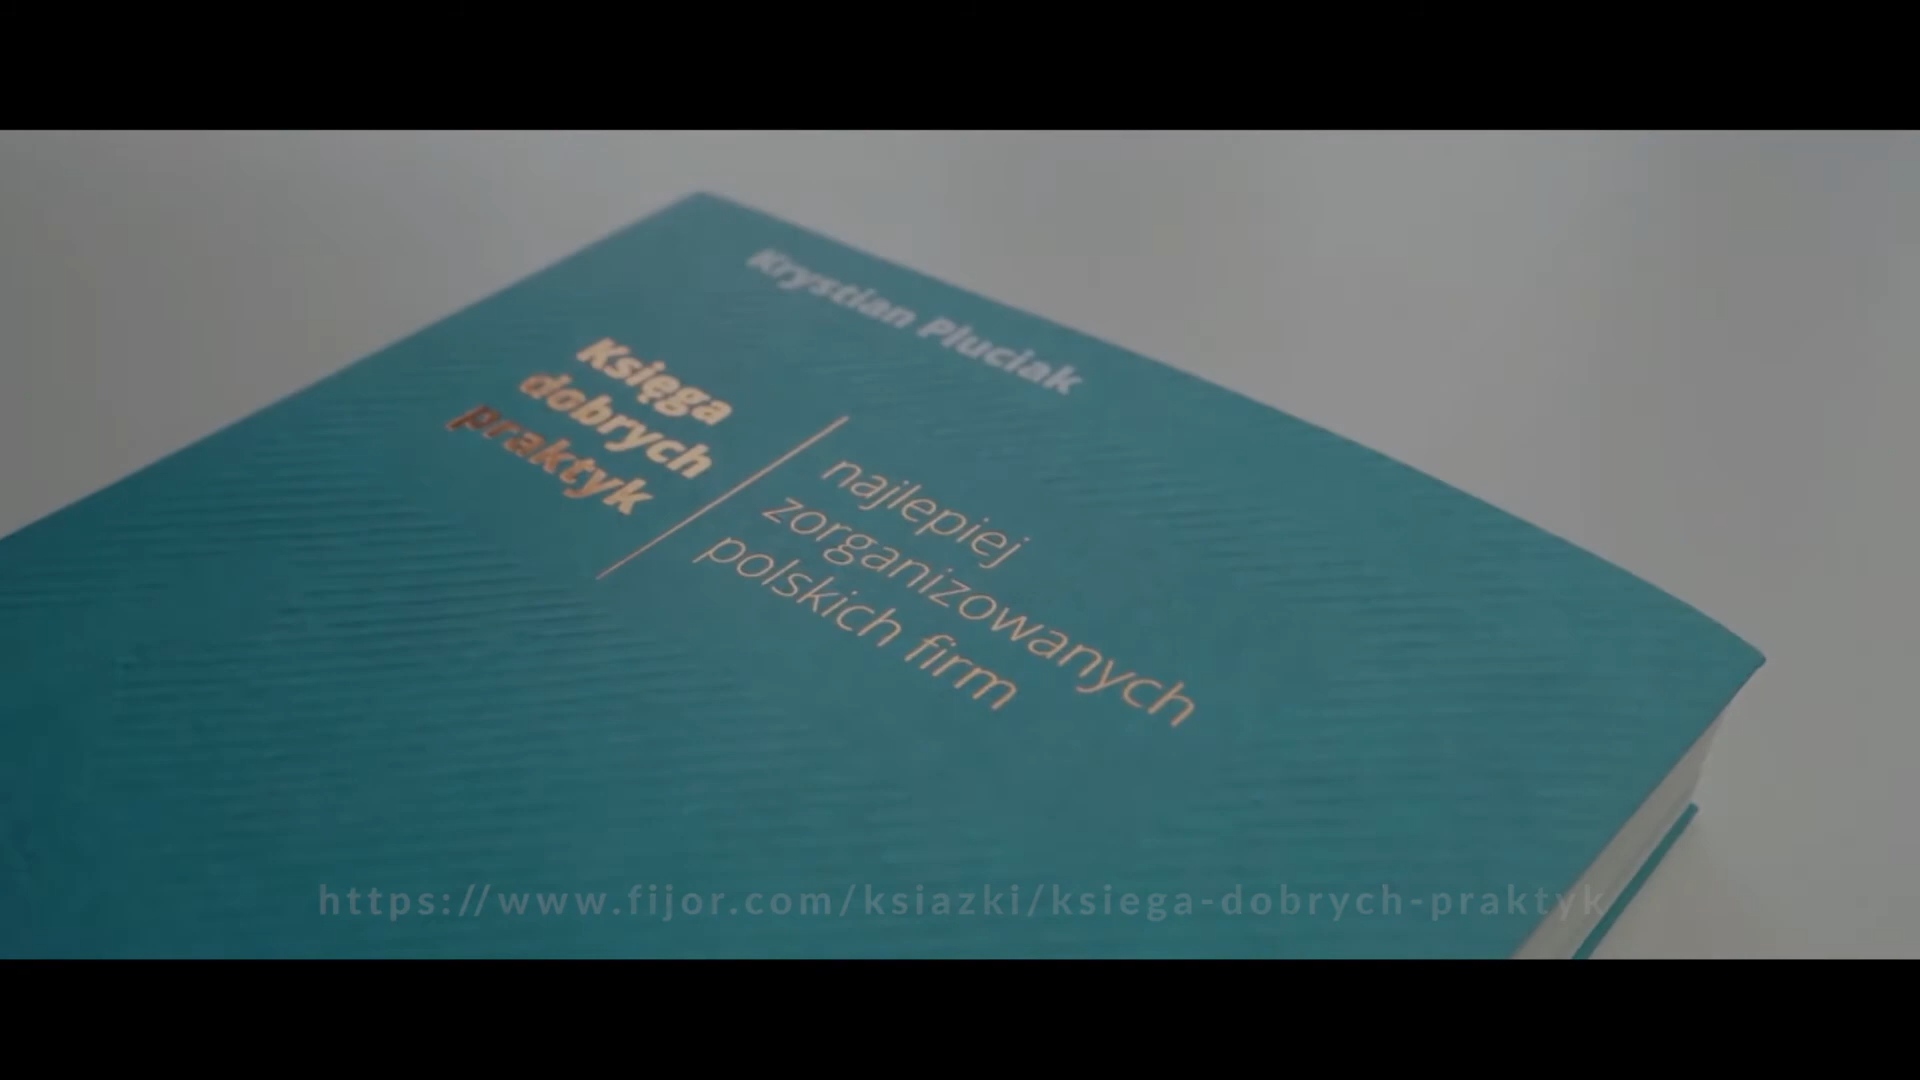 Krystian Pluciak
Księga
dobrych
praktyk
najlepiej
zorganizowanych
polskich firm
https://www.fijor.com/ksiazki/ksiega-dobrych-praktyk